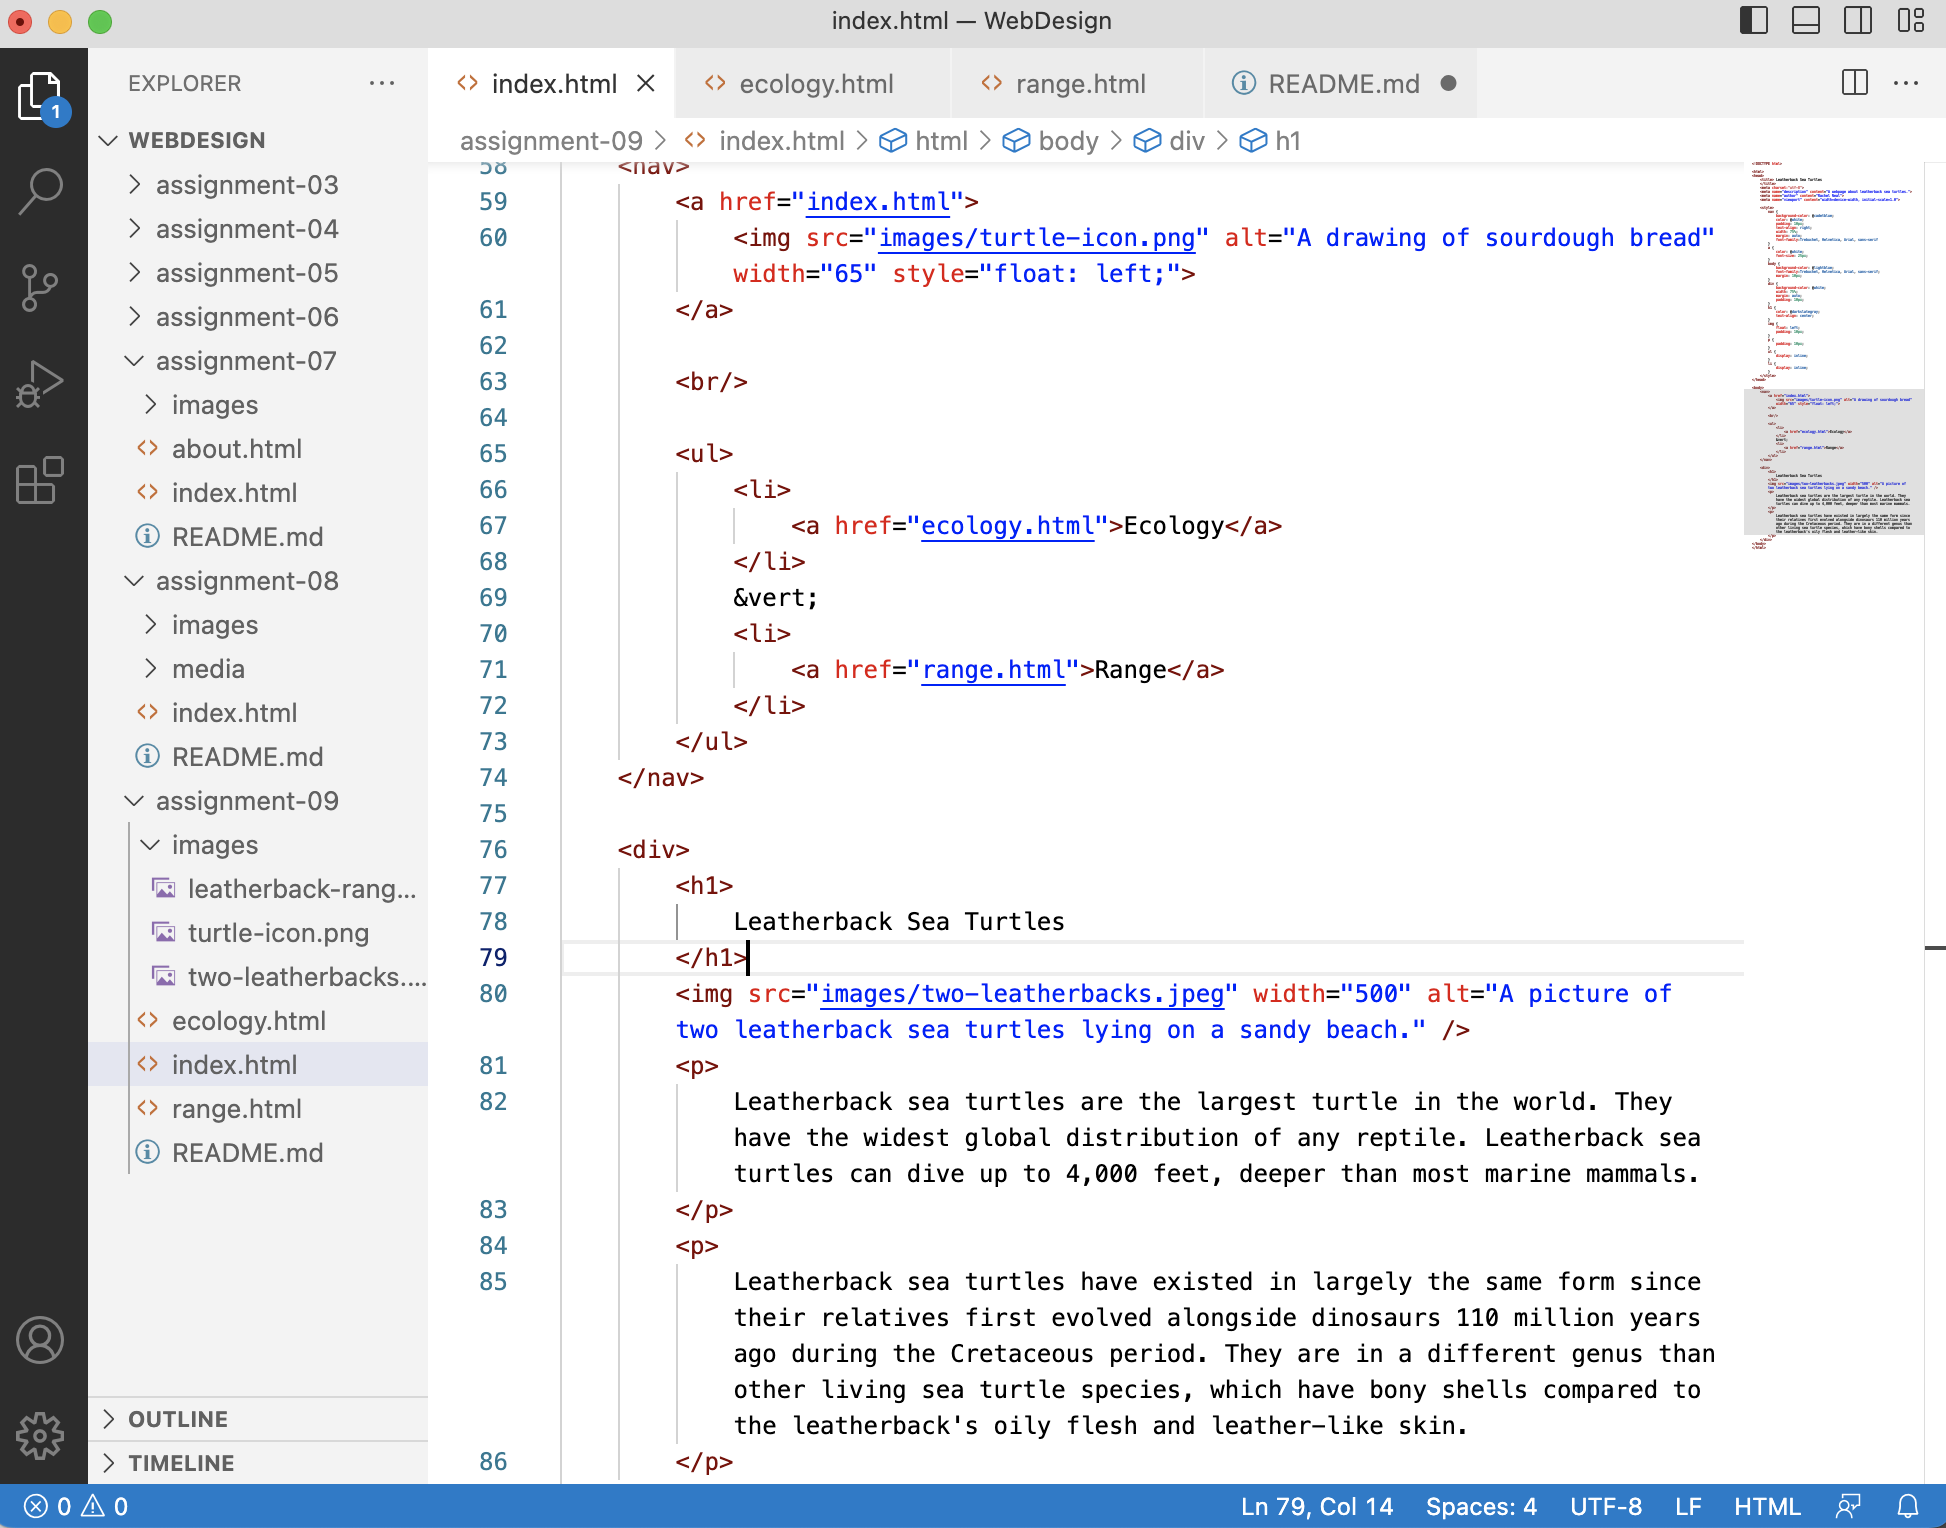 index.html — WebDesign
EXPLORER
1
WEBDESIGN
assignment-03
assignment-04
assignment-05
assignment-06
assignment-07
images
about.html
index.html
README.md
assignment-08
images
media
index.html
README.md
assignment-09
images
leatherback-rang...
turtle-icon.png
two-leatherbacks....
ecology.html
index.html
range.html
README.md
OUTLINE
TIMELINE
index.html ecology.html range.html README.md
assignment-09 > index.html > html > body > div > h1
58 <nav>
59 <a href="index.html">
60 <img src="images/turtle-icon.png" alt="A drawing of sourdough bread"
width="65" style="float: left;">
61 </a>
62
63 <br/>
64
65 <ul>
66 <li>
67 <a href="ecology.html">Ecology</a>
68 </li>
69 &vert;
70 <li>
71 <a href="range.html">Range</a>
72 </li>
73 </ul>
74 </nav>
75
76 <div>
77 <h1>
78 Leatherback Sea Turtles
79 </h1>
80 <img src="images/two-leatherbacks.jpeg" width="500" alt="A picture of
two leatherback sea turtles lying on a sandy beach." />
81 <p>
82 Leatherback sea turtles are the largest turtle in the world. They
have the widest global distribution of any reptile. Leatherback sea
turtles can dive up to 4,000 feet, deeper than most marine mammals.
83 </p>
84 <p>
85 Leatherback sea turtles have existed in largely the same form since
their relatives first evolved alongside dinosaurs 110 million years
ago during the Cretaceous period. They are in a different genus than
other living sea turtle species, which have bony shells compared to
the leatherback's oily flesh and leather-like skin.
86 </p>
0 0 Ln 79, Col 14 Spaces: 4 UTF-8 LF HTML